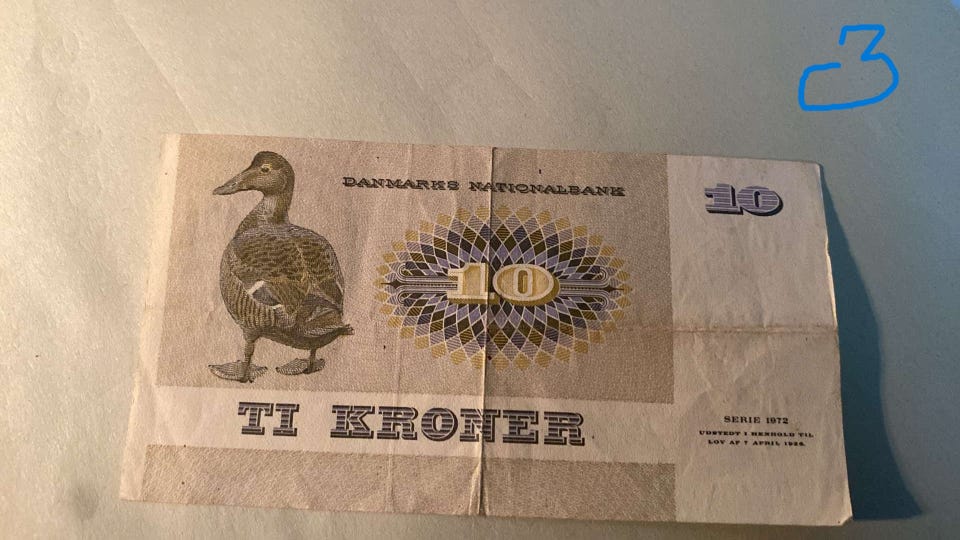 3
DANMARKS NATIONALBANK
10
10
TI KRONER
SERIE 1972
UDSTEDT I HENHOLD TIL
LOV AF 7 APRIL 1936.